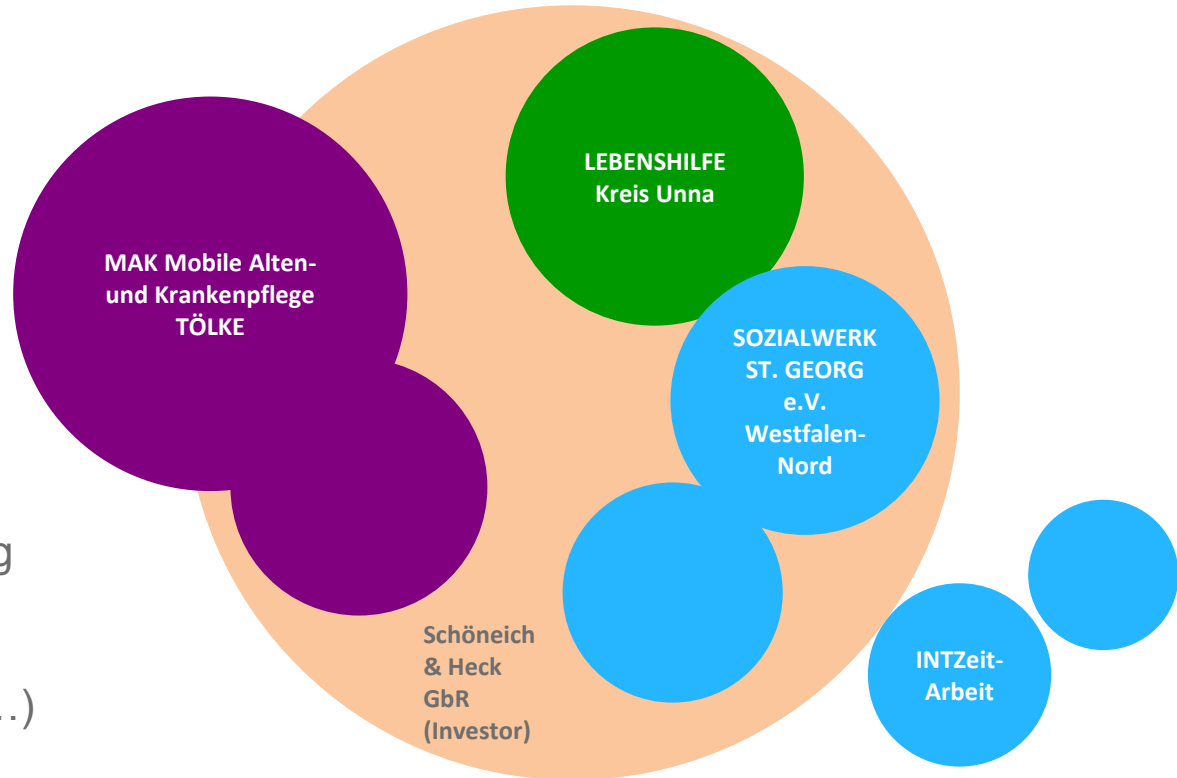 LEBENSHILFE
Kreis Unna
MAK Mobile Alten-
und Krankenpflege
TÖLKE
SOZIALWERK
ST. GEORG
e.V.
Westfalen-
Nord
g
Schöneich
& Heck
GbR
(Investor)
INTZeit-
Arbeit
..)